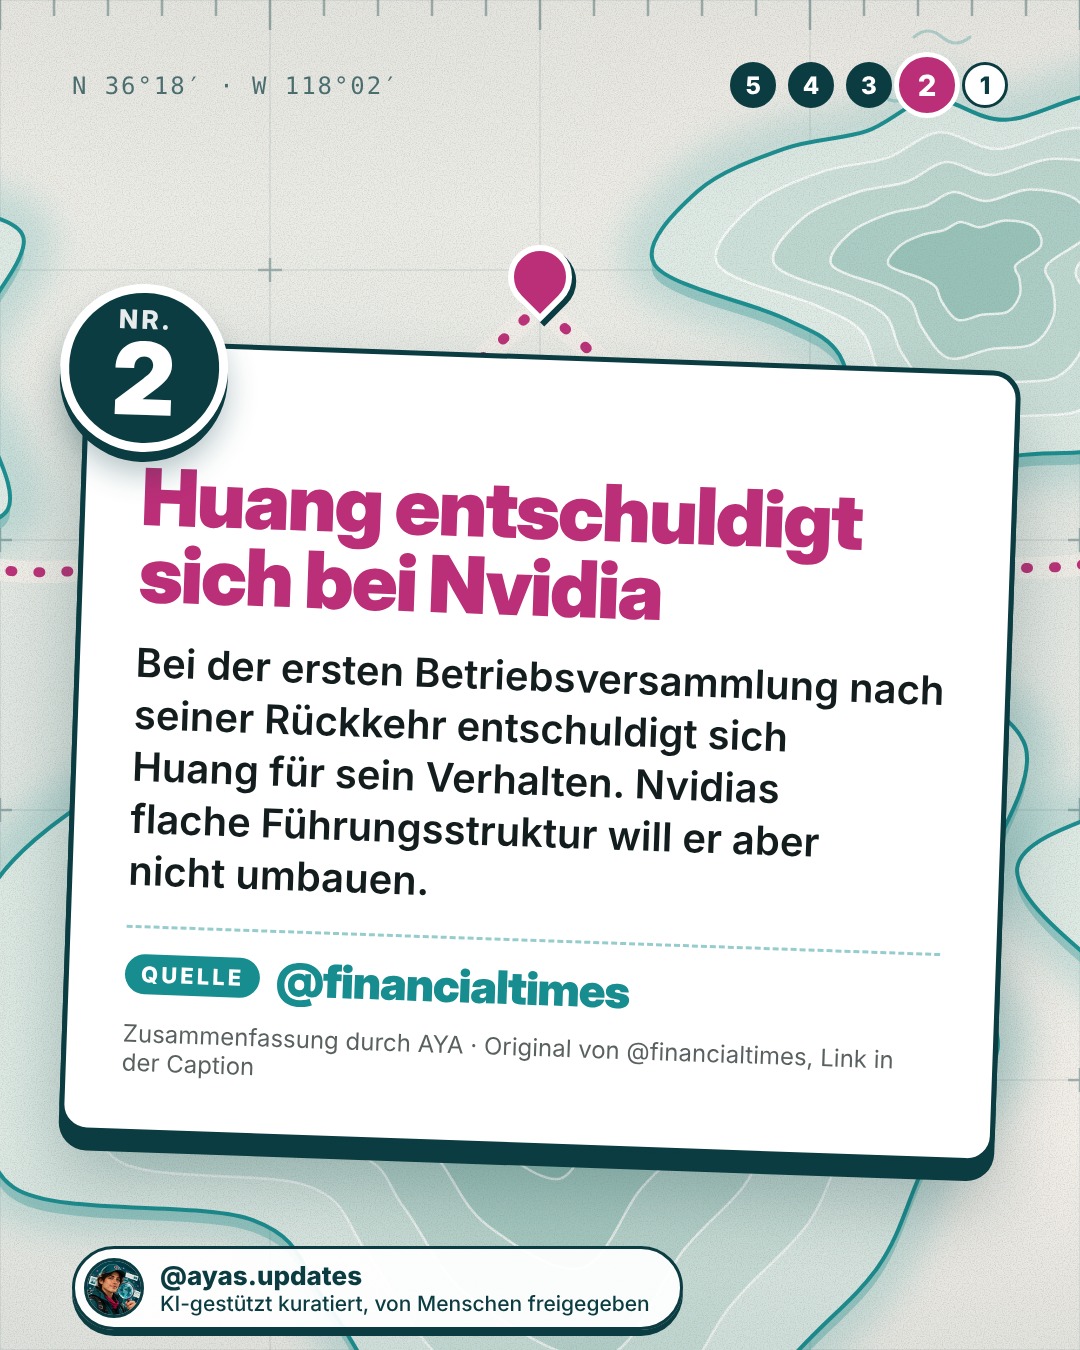 N 36°18′ · W 118°02′
5 4 3 2 1
NR.
2
Huang entschuldigt
sich bei Nvidia
Bei der ersten Betriebsversammlung nach
seiner Rückkehr entschuldigt sich
Huang für sein Verhalten. Nvidias
flache Führungsstruktur will er aber
nicht umbauen.
QUELLE @financialtimes
Zusammenfassung durch AYA · Original von @financialtimes, Link in
der Caption
@ayas.updates
KI-gestützt kuratiert, von Menschen freigegeben